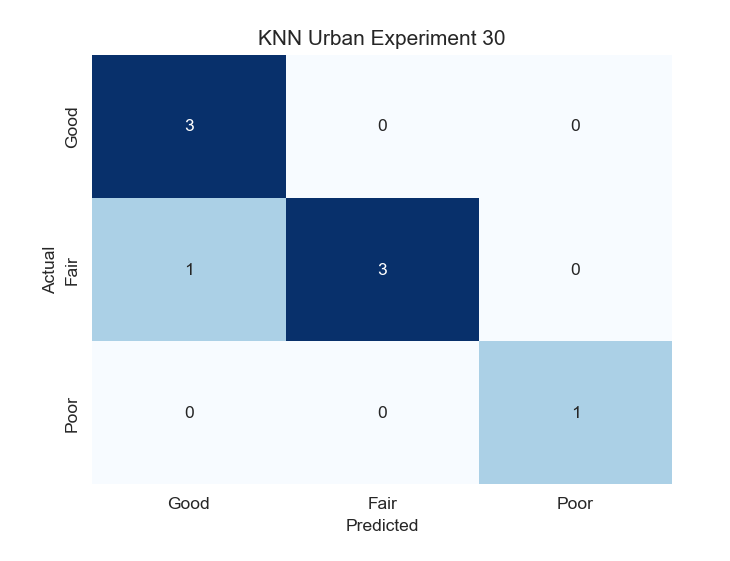 KNN Urban Experiment 30
Good
3
0
0
Actual
Fair
1
3
0
Poor
0
0
1
Good
Fair
Poor
Predicted